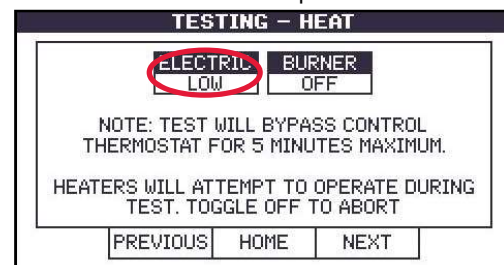 TESTING – HEAT
ELECTRIC BURNER
LOW OFF
NOTE: TEST WILL BYPASS CONTROL
THERMOSTAT FOR 5 MINUTES MAXIMUM.
HEATERS WILL ATTEMPT TO OPERATE DURING
TEST. TOGGLE OFF TO ABORT
PREVIOUS HOME NEXT